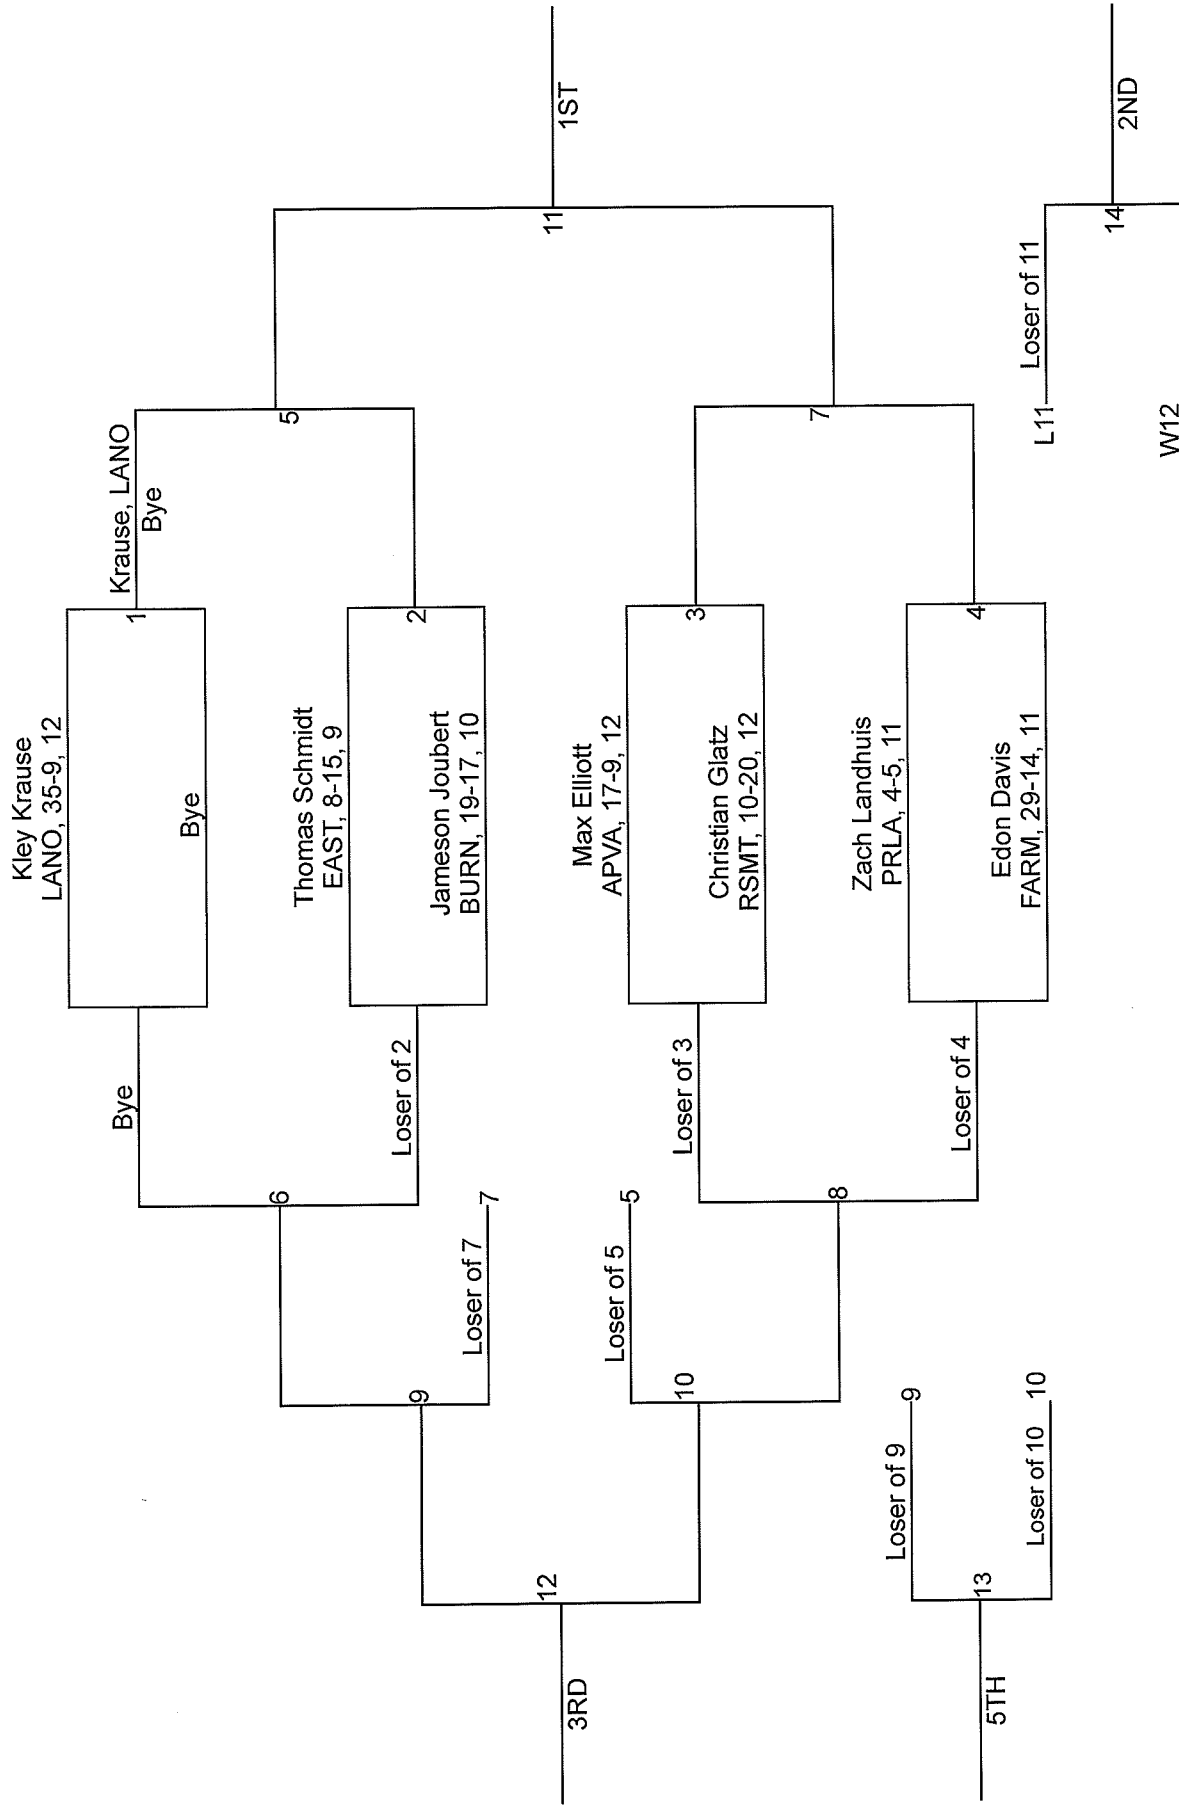 Kley Krause
LANO, 35-9, 12
Krause, LANO
1
Bye
Bye
Bye
5
Thomas Schmidt
EAST, 8-15, 9
2
Jameson Joubert
BURN, 19-17, 10
Loser of 2
6
Loser of 7
7
11
1ST
Max Elliott
APVA, 17-9, 12
3
Christian Glatz
RSMT, 10-20, 12
Loser of 3
Loser of 5
5
7
8
9
10
12
3RD
Zach Landhuis
PRLA, 4-5, 11
4
Edon Davis
FARM, 29-14, 11
Loser of 4
Loser of 9
9
13
5TH
Loser of 10
10
L11
Loser of 11
14
2ND
W12